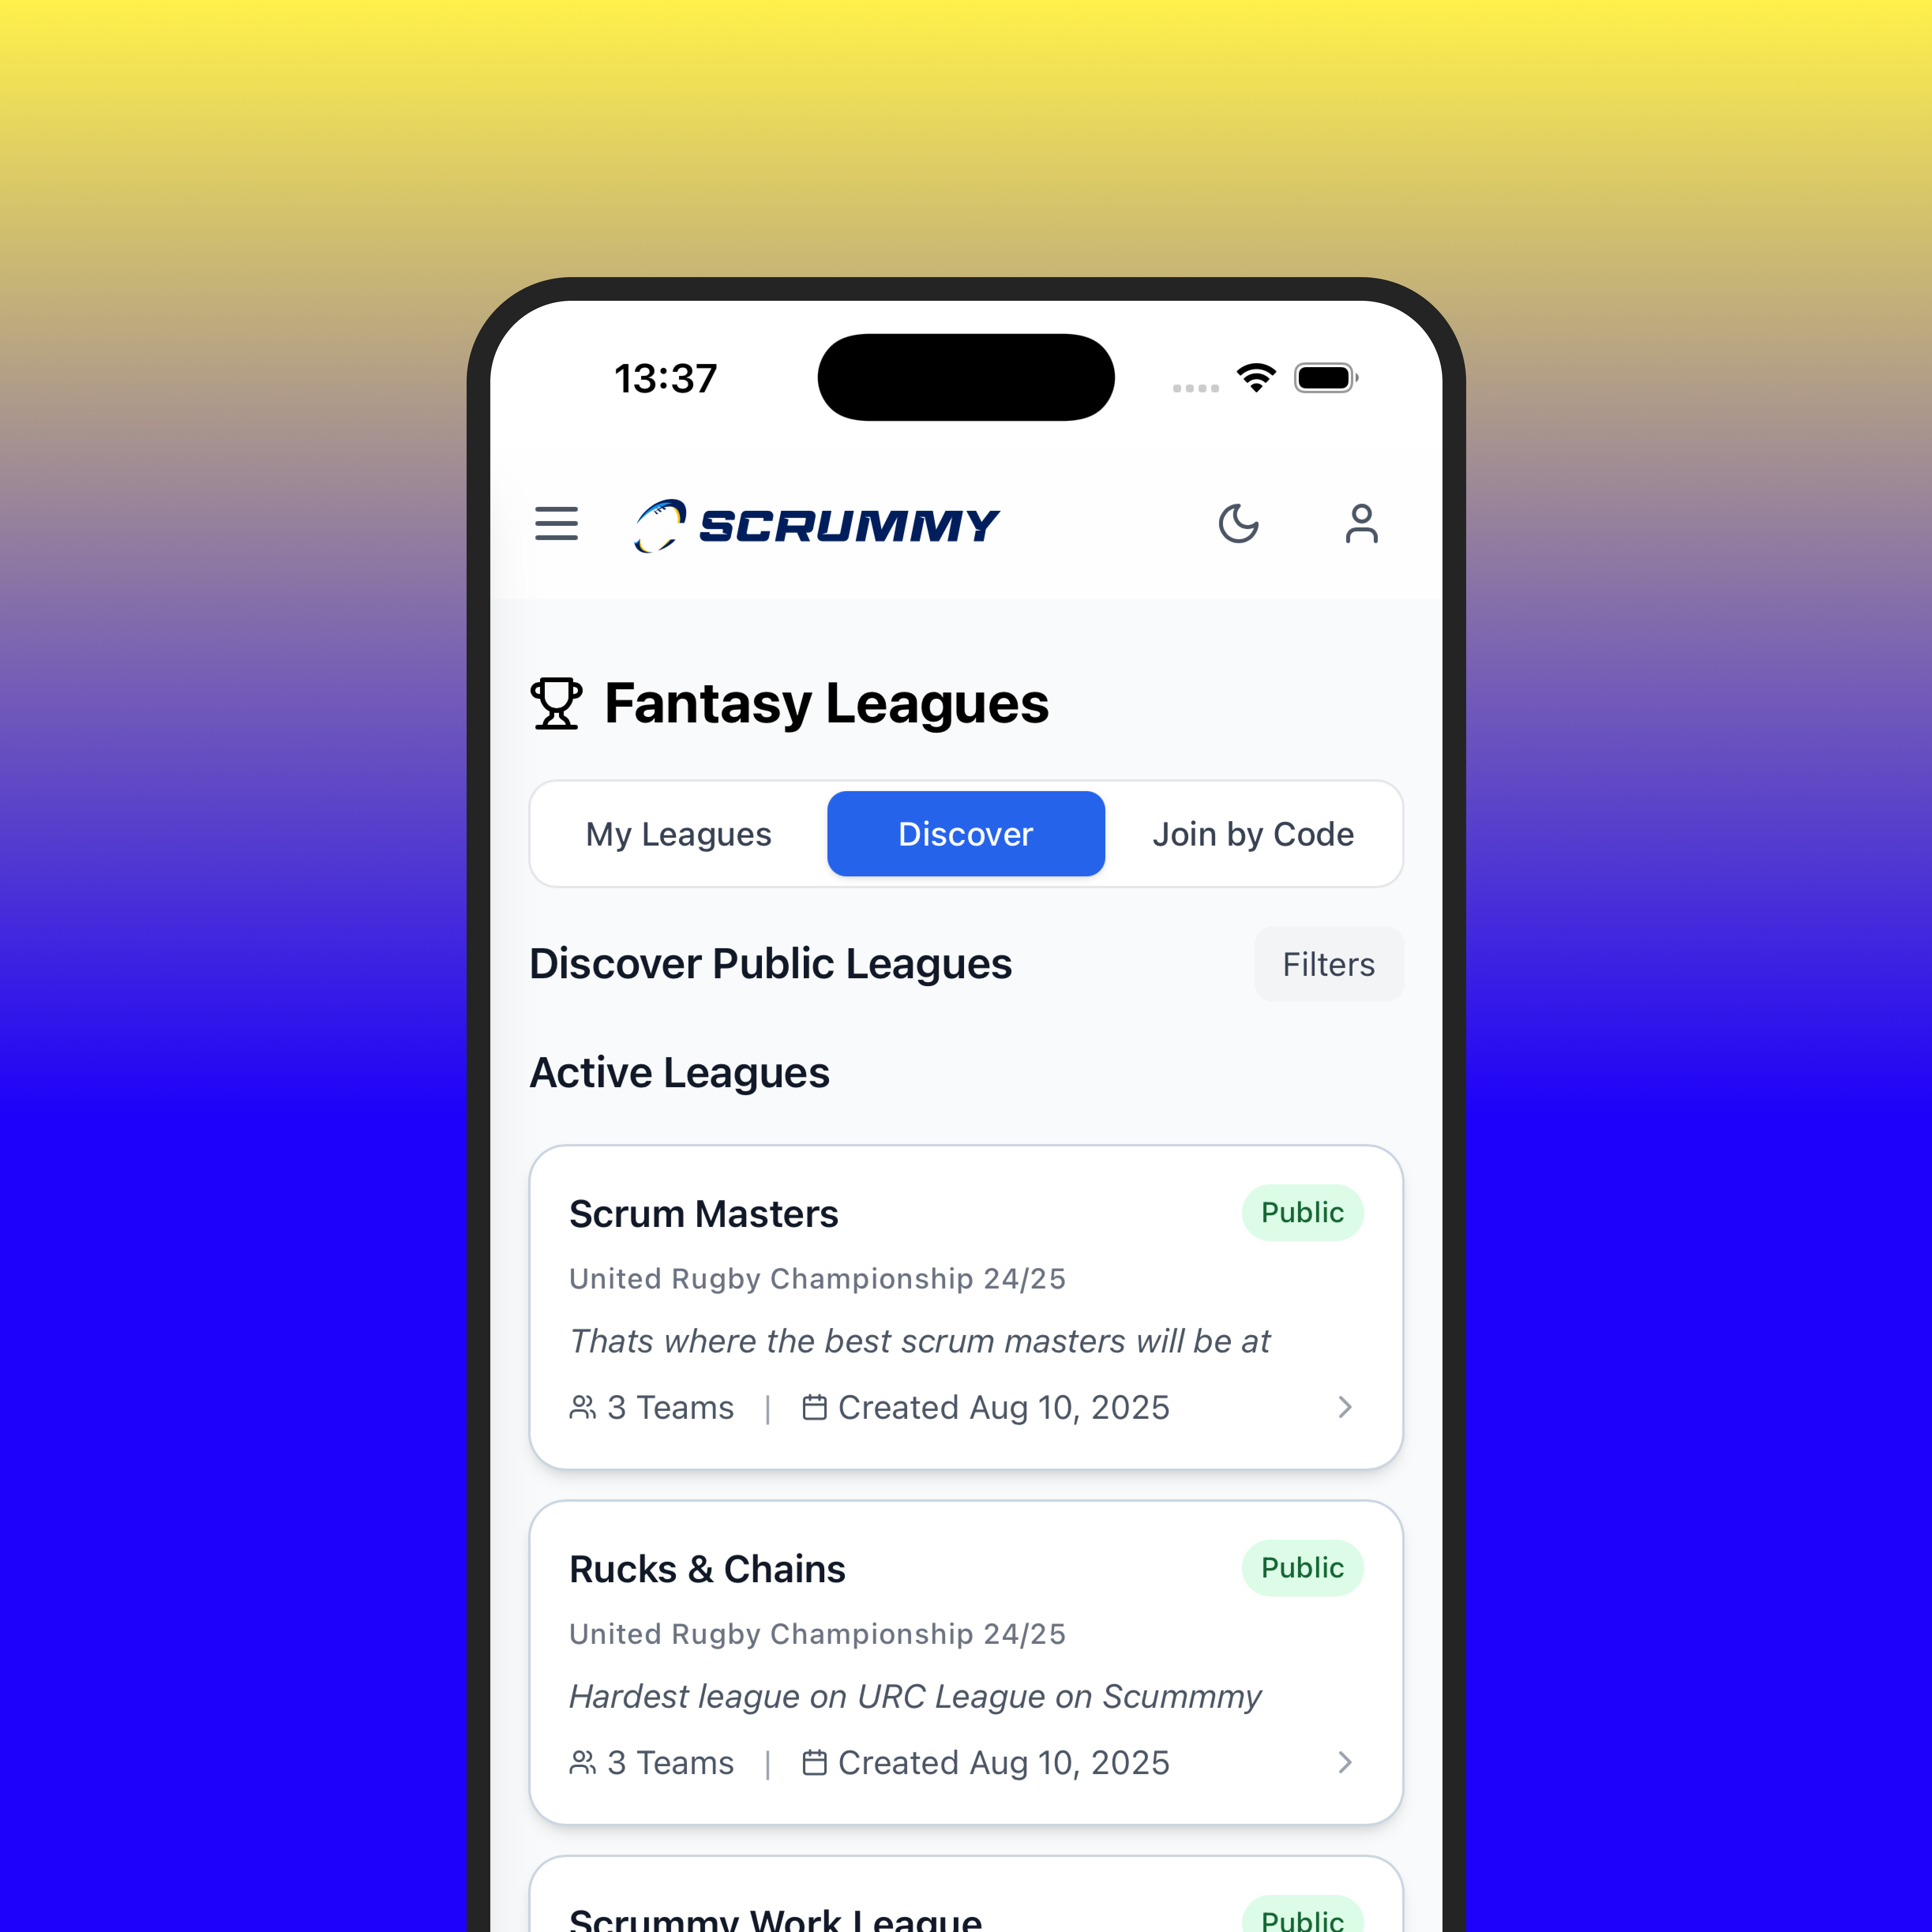 13:37
SCRUMMY
Fantasy Leagues
My Leagues Discover Join by Code
Discover Public Leagues Filters
Active Leagues
Scrum Masters Public
United Rugby Championship 24/25
Thats where the best scrum masters will be at
3 Teams | Created Aug 10, 2025
Rucks & Chains Public
United Rugby Championship 24/25
Hardest league on URC League on Scummmy
3 Teams | Created Aug 10, 2025
Scrummy Work League Public